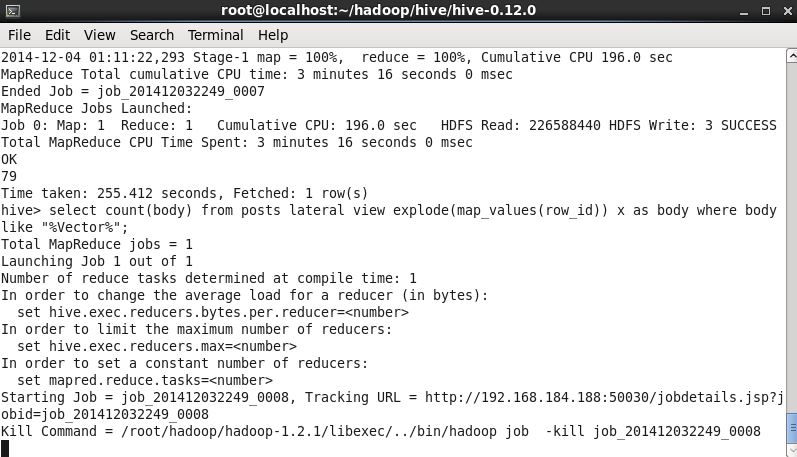 root@localhost:~/hadoop/hive/hive-0.12.0
File Edit View Search Terminal Help
2014-12-04 01:11:22,293 Stage-1 map = 100%,  reduce = 100%, Cumulative CPU 196.0 sec
MapReduce Total cumulative CPU time: 3 minutes 16 seconds 0 msec
Ended Job = job_201412032249_0007
MapReduce Jobs Launched:
Job 0: Map: 1  Reduce: 1   Cumulative CPU: 196.0 sec   HDFS Read: 226588440 HDFS Write: 3 SUCCESS
Total MapReduce CPU Time Spent: 3 minutes 16 seconds 0 msec
OK
79
Time taken: 255.412 seconds, Fetched: 1 row(s)
hive> select count(body) from posts lateral view explode(map_values(row_id)) x as body where body
like "%Vector%";
Total MapReduce jobs = 1
Launching Job 1 out of 1
Number of reduce tasks determined at compile time: 1
In order to change the average load for a reducer (in bytes):
  set hive.exec.reducers.bytes.per.reducer=<number>
In order to limit the maximum number of reducers:
  set hive.exec.reducers.max=<number>
In order to set a constant number of reducers:
  set mapred.reduce.tasks=<number>
Starting Job = job_201412032249_0008, Tracking URL = http://192.168.184.188:50030/jobdetails.jsp?j
obid=job_201412032249_0008
Kill Command = /root/hadoop/hadoop-1.2.1/libexec/../bin/hadoop job  -kill job_201412032249_0008